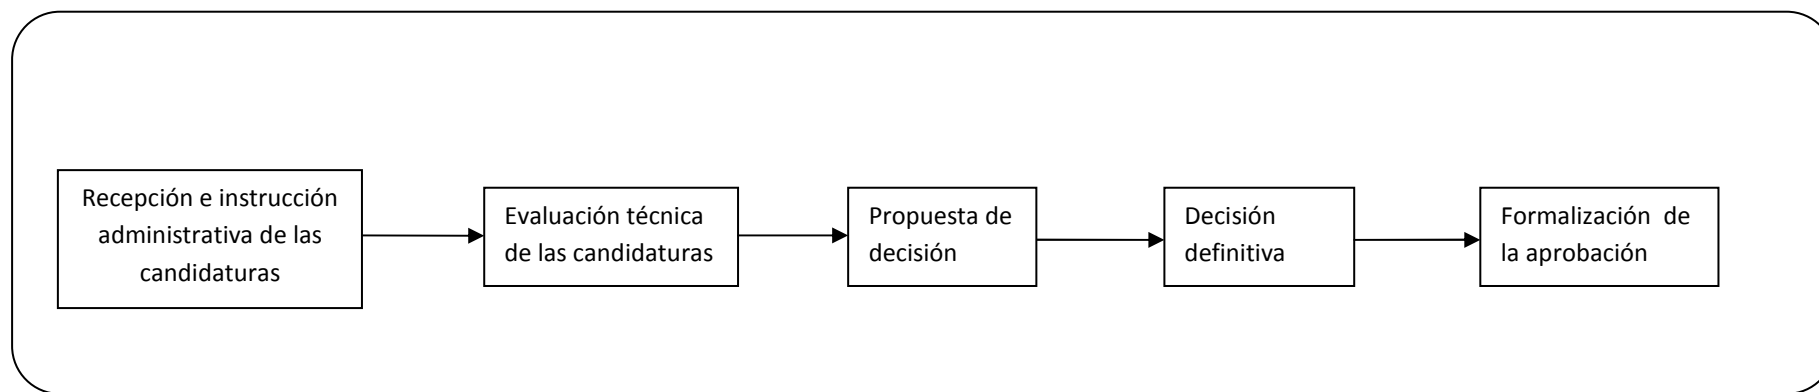 Recepción e instrucción
administrativa de las
candidaturas
Evaluación técnica
de las candidaturas
Propuesta de
decisión
Decisión
definitiva
Formalización  de
la aprobación